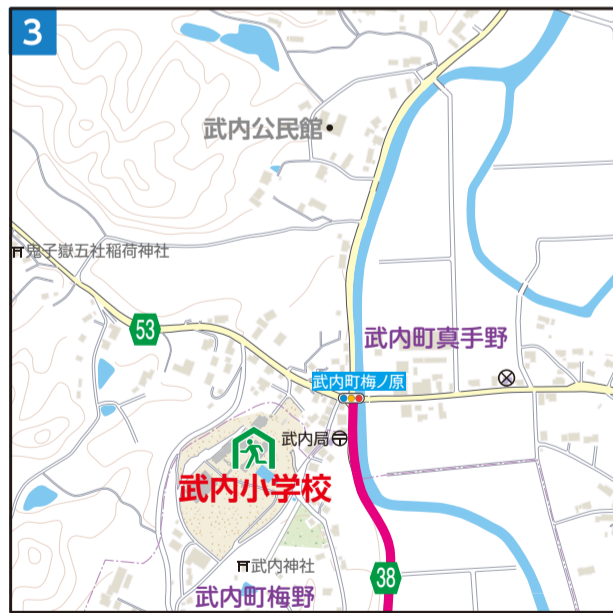 3
武内公民館
鬼子嶽五社稲荷神社
53
武内町真手野
武内町梅ノ原
武内局
武内小学校
武内神社
38
武内町梅野